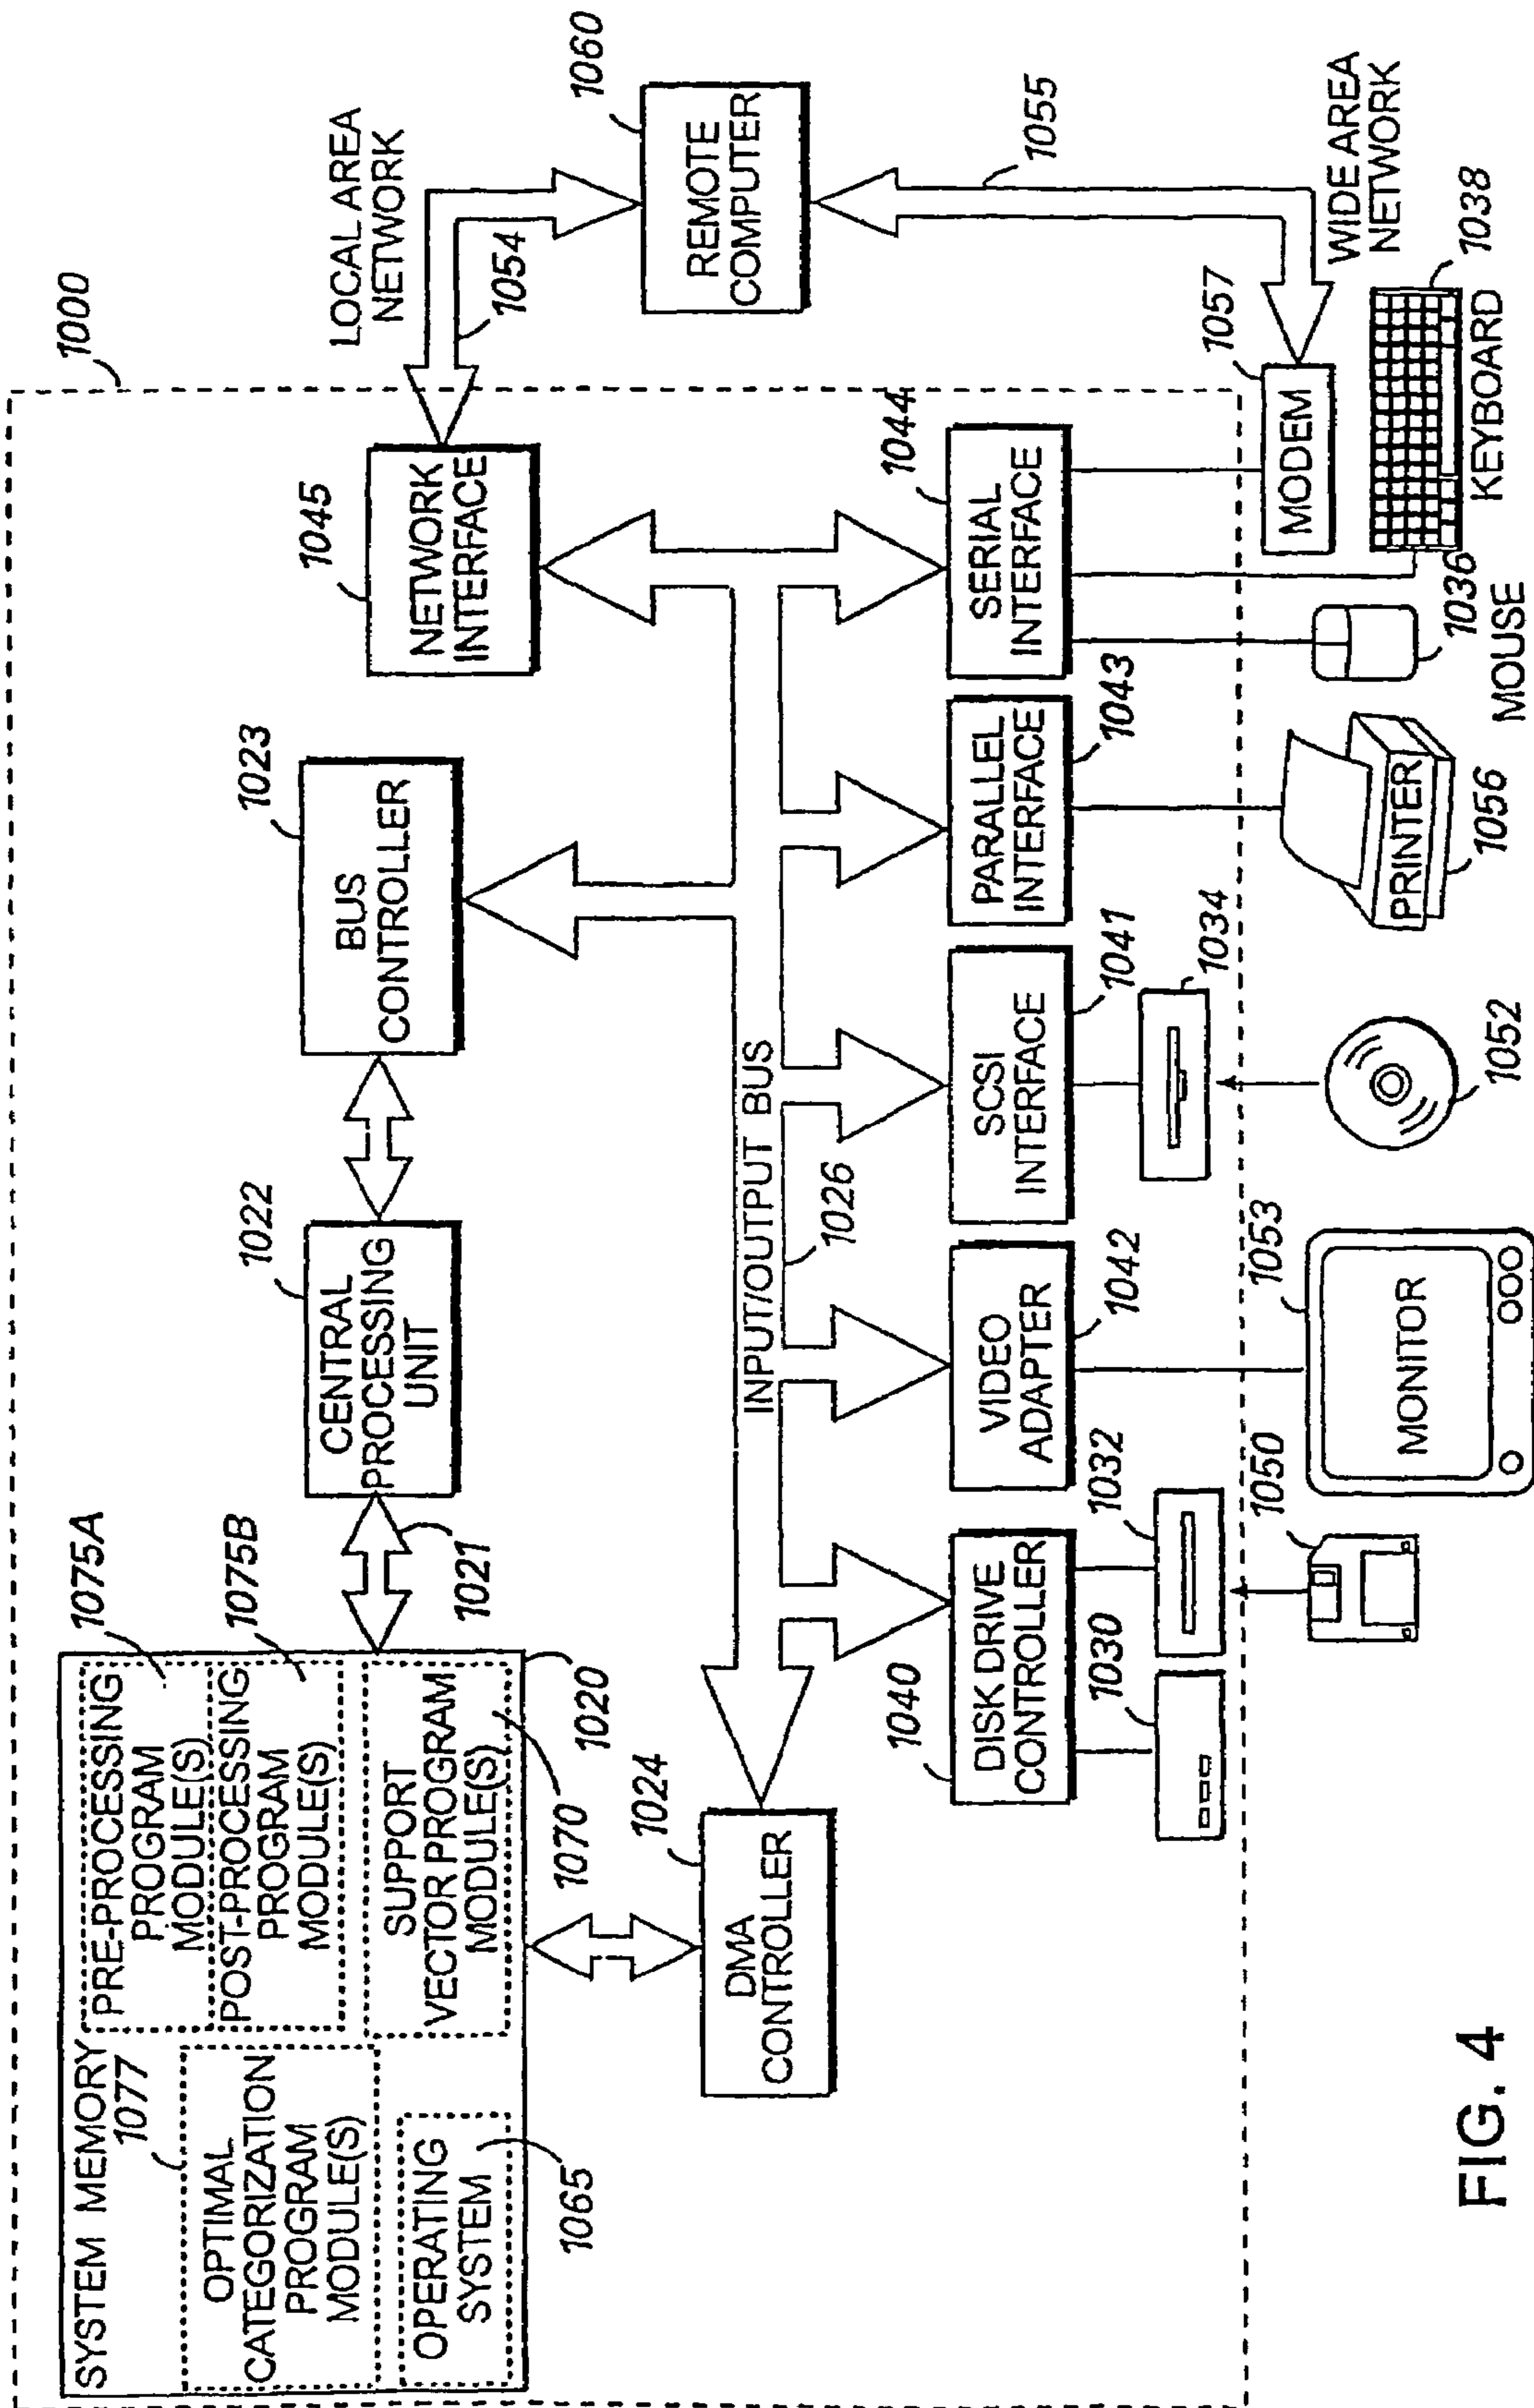 1000
SYSTEM MEMORY
1077
OPTIMAL
CATEGORIZATION
PROGRAM
MODULE(S)
OPERATING
SYSTEM
1065
PRE-PROCESSING
PROGRAM
MODULE(S)
1075A
POST-PROCESSING
PROGRAM
MODULE(S)
1075B
SUPPORT
VECTOR PROGRAM
MODULE(S)
1070
1020
1021
1022
CENTRAL
PROCESSING
UNIT
1023
BUS
CONTROLLER
1045
NETWORK
INTERFACE
LOCAL AREA
NETWORK
1054
1060
REMOTE
COMPUTER
1055
WIDE AREA
NETWORK
1024
DMA
CONTROLLER
INPUT/OUTPUT BUS
1026
1040
DISK DRIVE
CONTROLLER
1030
1032
VIDEO
ADAPTER
1042
SCSI
INTERFACE
1041
1034
PARALLEL
INTERFACE
1043
SERIAL
INTERFACE
1044
1057
MODEM
1050
MONITOR
1053
1052
PRINTER
1056
1036
MOUSE
1038
KEYBOARD
FIG. 4